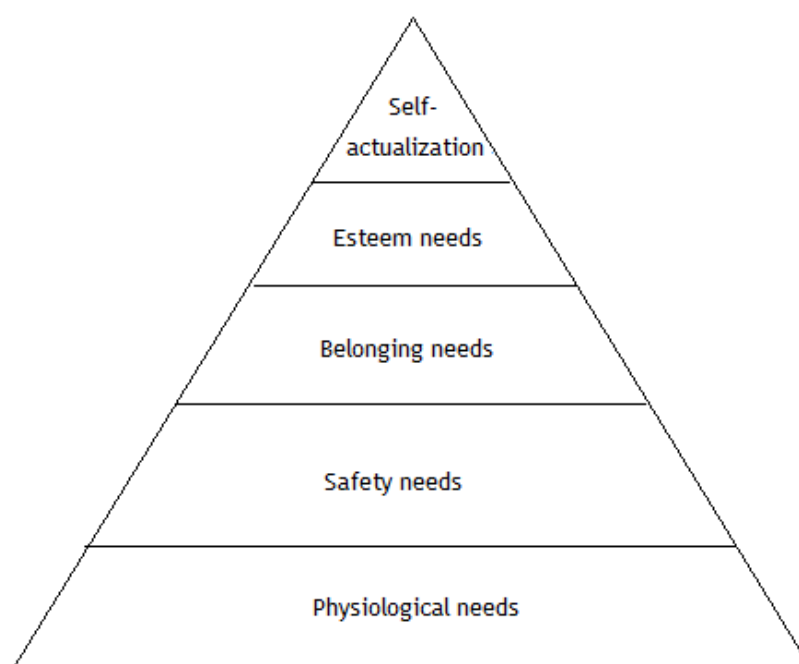 Self-
actualization
Esteem needs
Belonging needs
Safety needs
Physiological needs